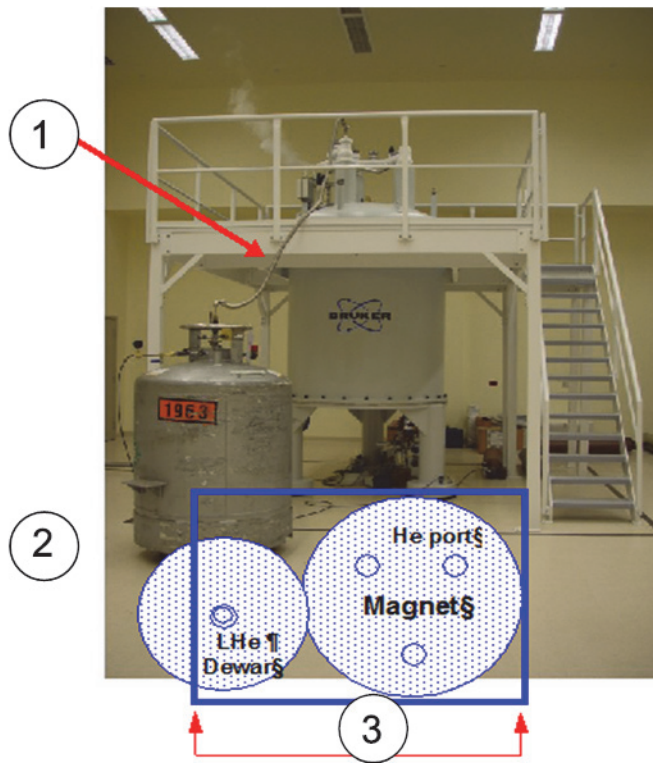 1
BRUKER
1963
2
He port§
Magnet§
LHe ¶
Dewar§
3